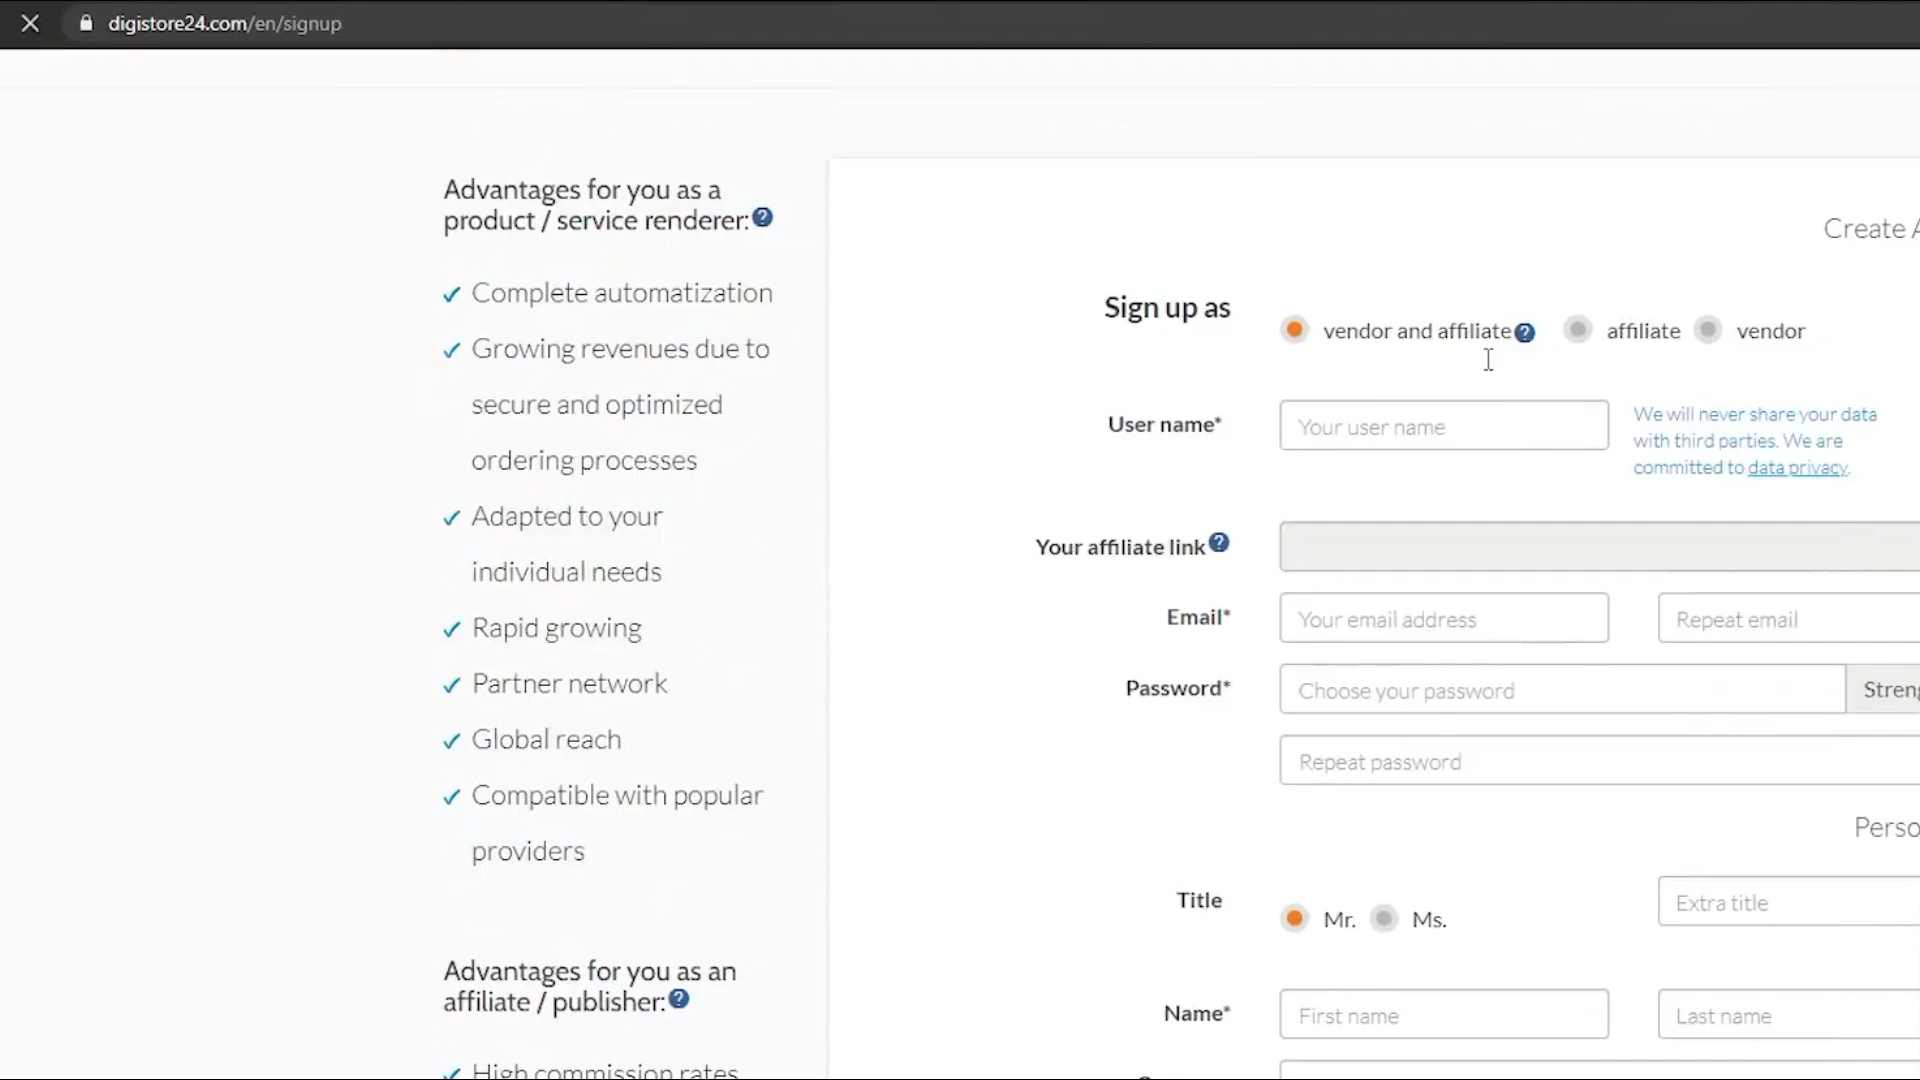 digistore24.com/en/signup
Advantages for you as a
product / service renderer:
Complete automatization
Growing revenues due to
secure and optimized
ordering processes
Adapted to your
individual needs
Rapid growing
Partner network
Global reach
Compatible with popular
providers
Advantages for you as an
affiliate / publisher:
High commission rates
Create A
Sign up as
vendor and affiliate affiliate vendor
User name*
Your user name
We will never share your data
with third parties. We are
committed to data privacy.
Your affiliate link
Email*
Your email address
Repeat email
Password*
Choose your password
Streng
Repeat password
Perso
Title
Mr. Ms.
Extra title
Name*
First name
Last name